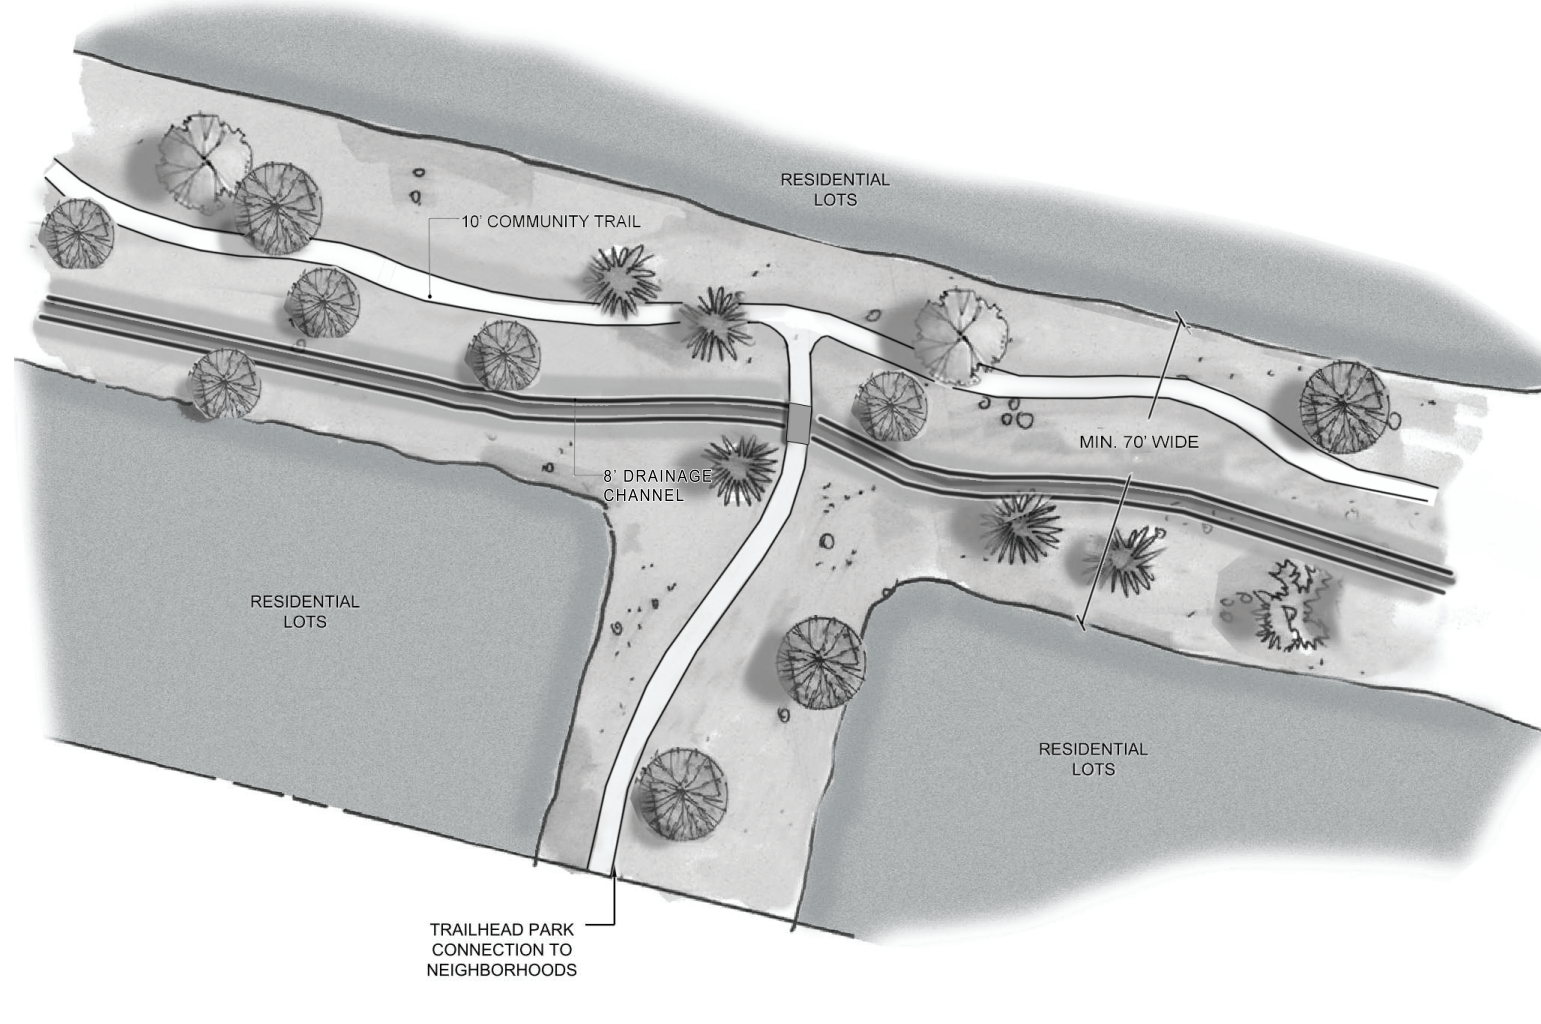 RESIDENTIAL
LOTS
10' COMMUNITY TRAIL
MIN. 70' WIDE
8' DRAINAGE
CHANNEL
RESIDENTIAL
LOTS
RESIDENTIAL
LOTS
TRAILHEAD PARK
CONNECTION TO
NEIGHBORHOODS